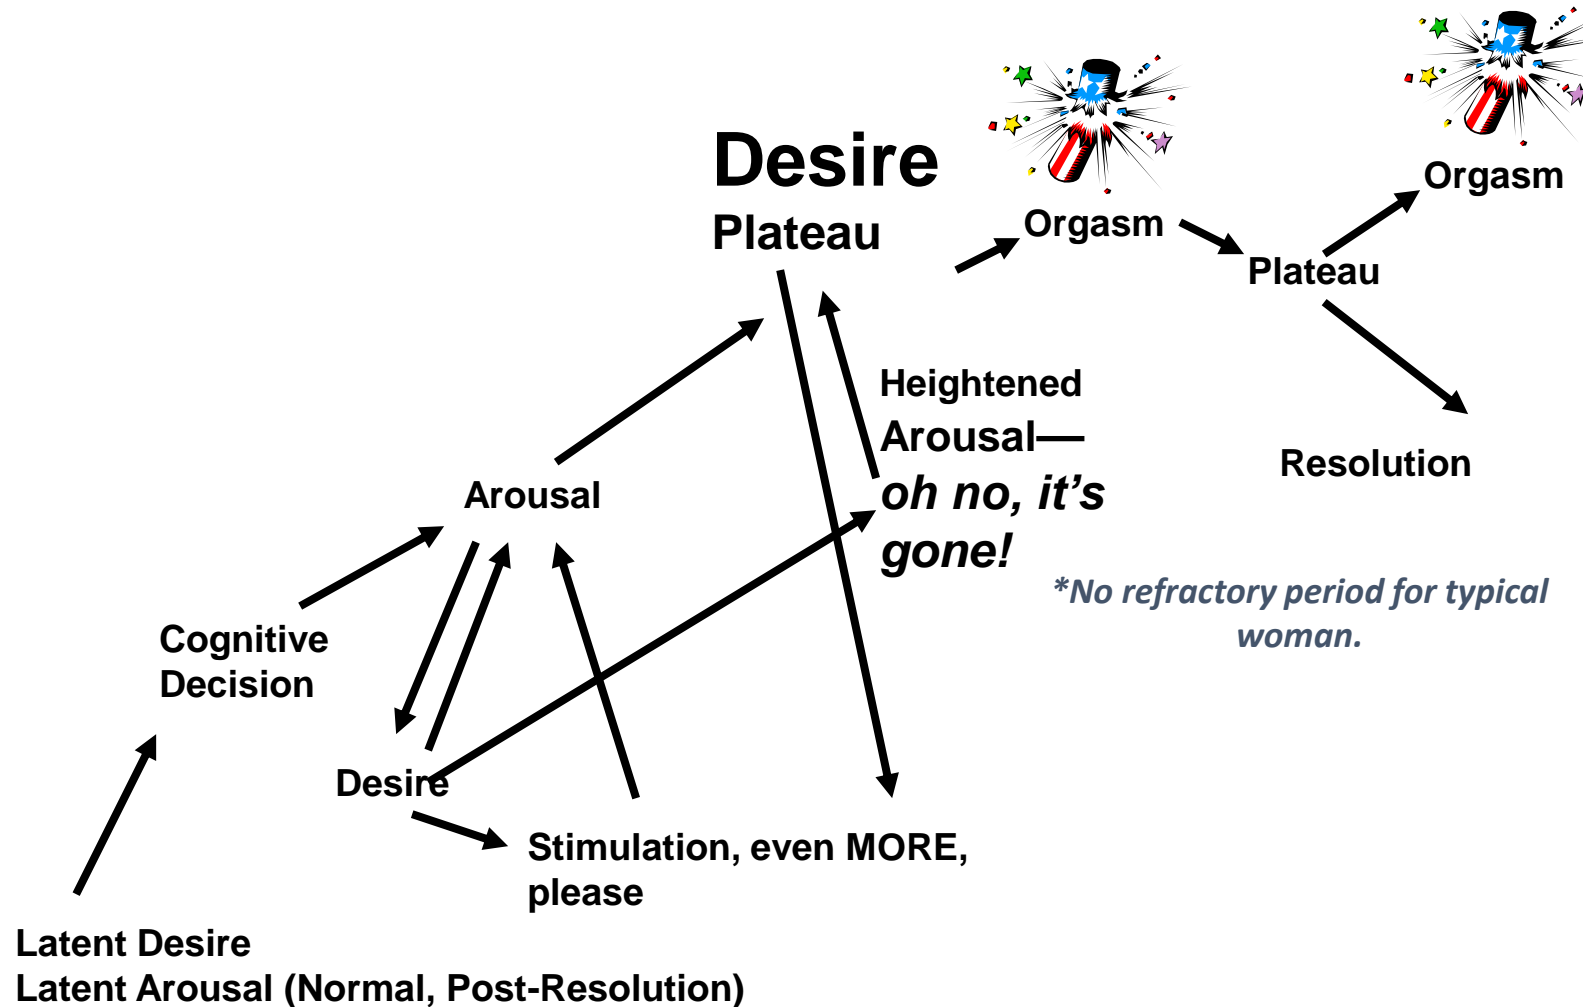 Desire
Plateau
Orgasm
Plateau
Orgasm
Resolution
Heightened
Arousal—
oh no, it’s
gone!
*No refractory period for typical
woman.
Arousal
Cognitive
Decision
Desire
Stimulation, even MORE,
please
Latent Desire
Latent Arousal (Normal, Post-Resolution)